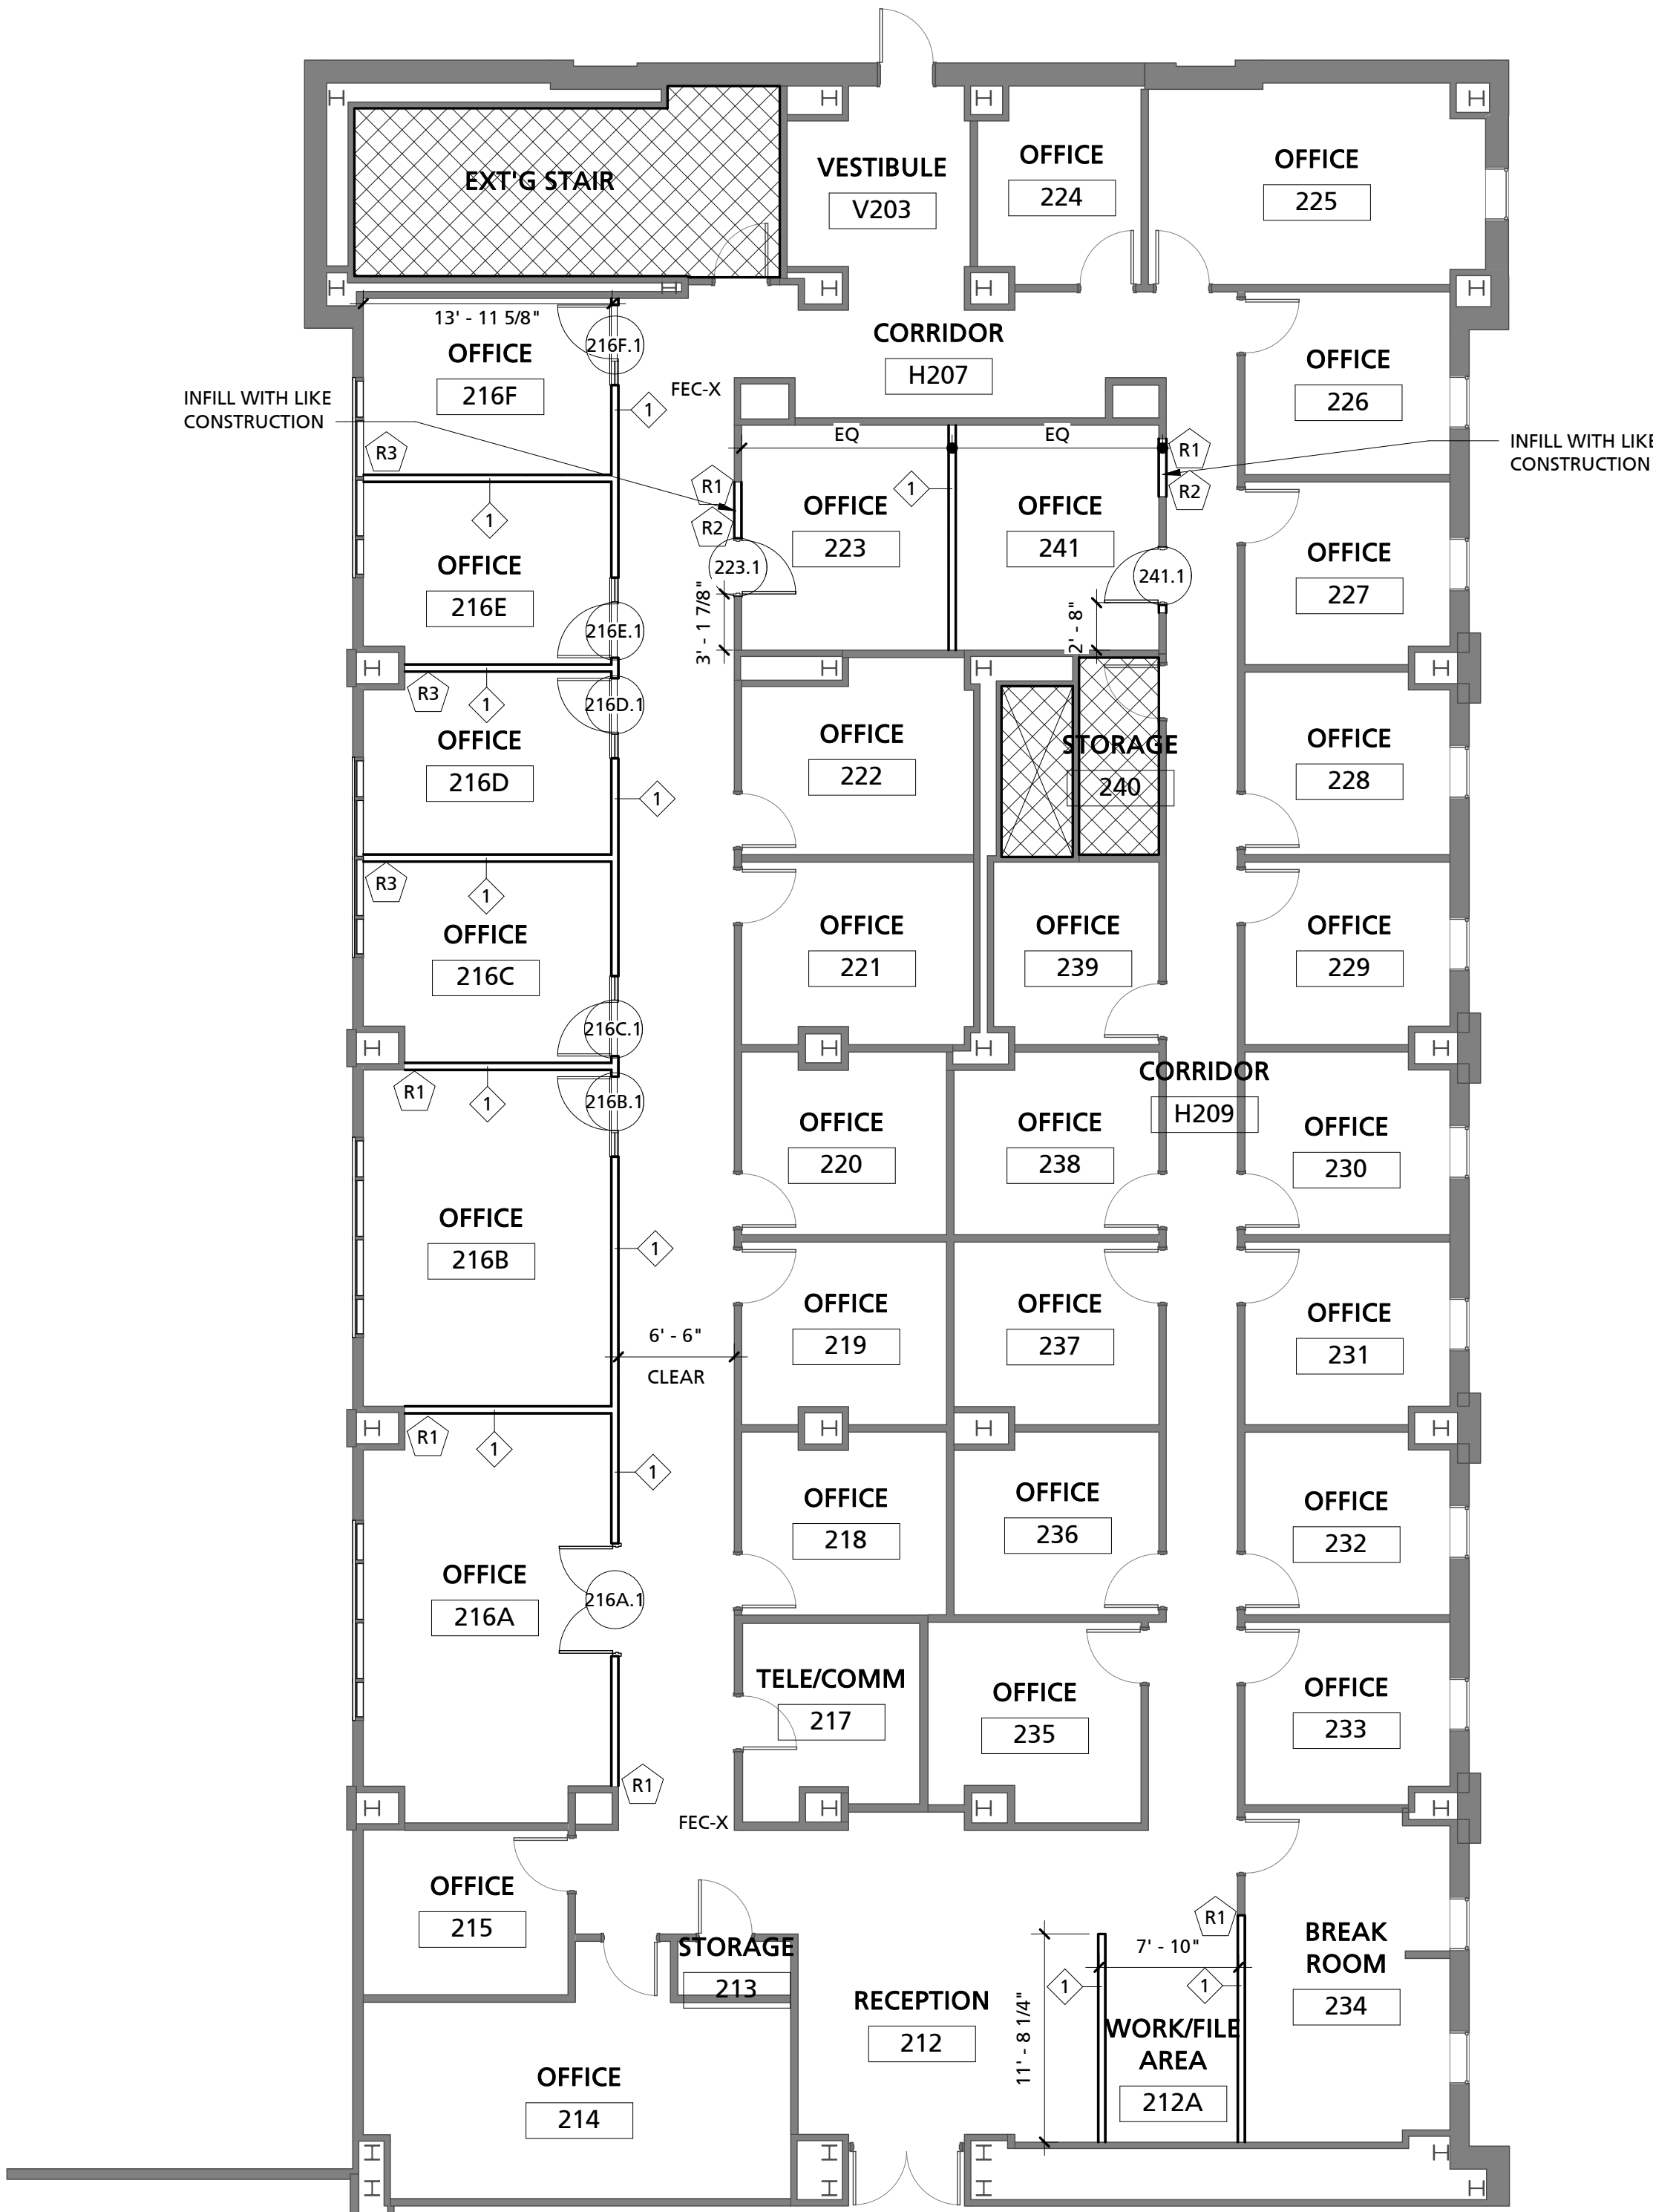 EXT'G STAIR
VESTIBULE
V203
OFFICE
224
OFFICE
225
13' - 11 5/8"
OFFICE
216F
216F.1
1
FEC-X
CORRIDOR
H207
OFFICE
226
INFILL WITH LIKE
CONSTRUCTION
R3
1
EQ
EQ
R1
R2
INFILL WITH LIKE
CONSTRUCTION
R1
R2
OFFICE
223
223.1
1
OFFICE
241
241.1
3' - 1 7/8"
2' - 8"
OFFICE
227
OFFICE
216E
216E.1
R3
1
216D.1
OFFICE
216D
1
OFFICE
222
STORAGE
240
OFFICE
228
R3
1
OFFICE
216C
216C.1
OFFICE
221
OFFICE
239
OFFICE
229
R1
1
216B.1
OFFICE
220
OFFICE
238
CORRIDOR
H209
OFFICE
230
OFFICE
216B
1
6' - 6"
CLEAR
OFFICE
219
OFFICE
237
OFFICE
231
R1
1
1
OFFICE
218
OFFICE
236
OFFICE
232
OFFICE
216A
216A.1
TELE/COMM
217
OFFICE
235
OFFICE
233
R1
FEC-X
OFFICE
215
STORAGE
213
RECEPTION
212
R1
7' - 10"
1
1
11' - 8 1/4"
WORK/FILE
AREA
212A
BREAK
ROOM
234
OFFICE
214